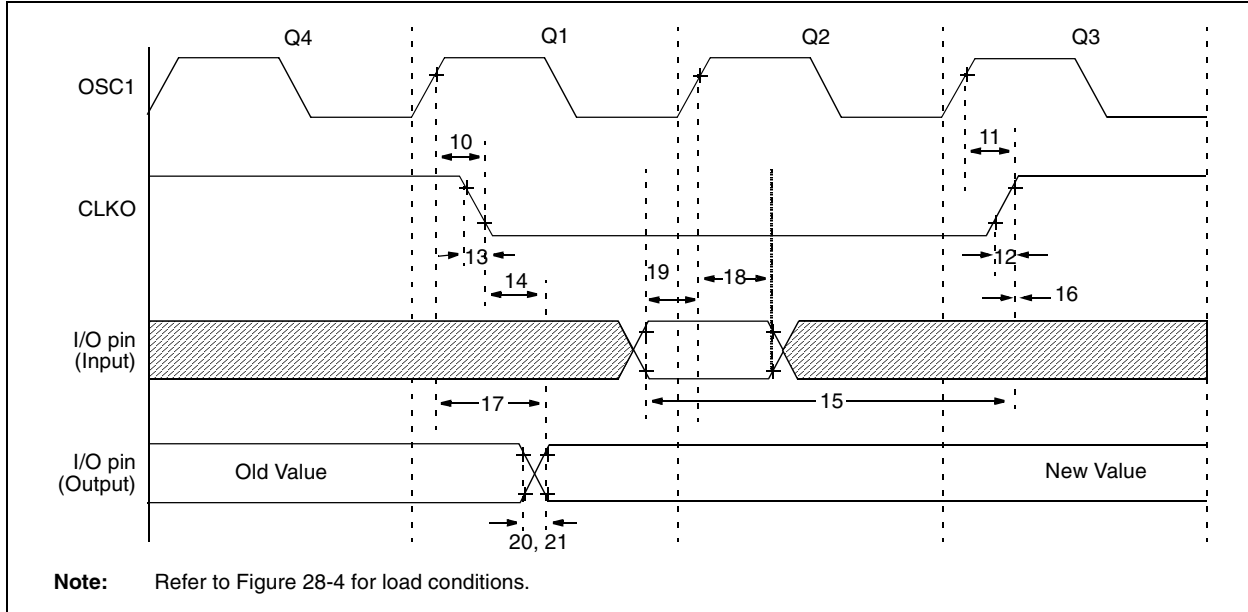 Q4 Q1 Q2 Q3
OSC1
10 11
CLKO
13 12
14 19 18 16
I/O pin
(Input)
17 15
I/O pin
(Output)
Old Value New Value
20, 21
Note: Refer to Figure 28-4 for load conditions.